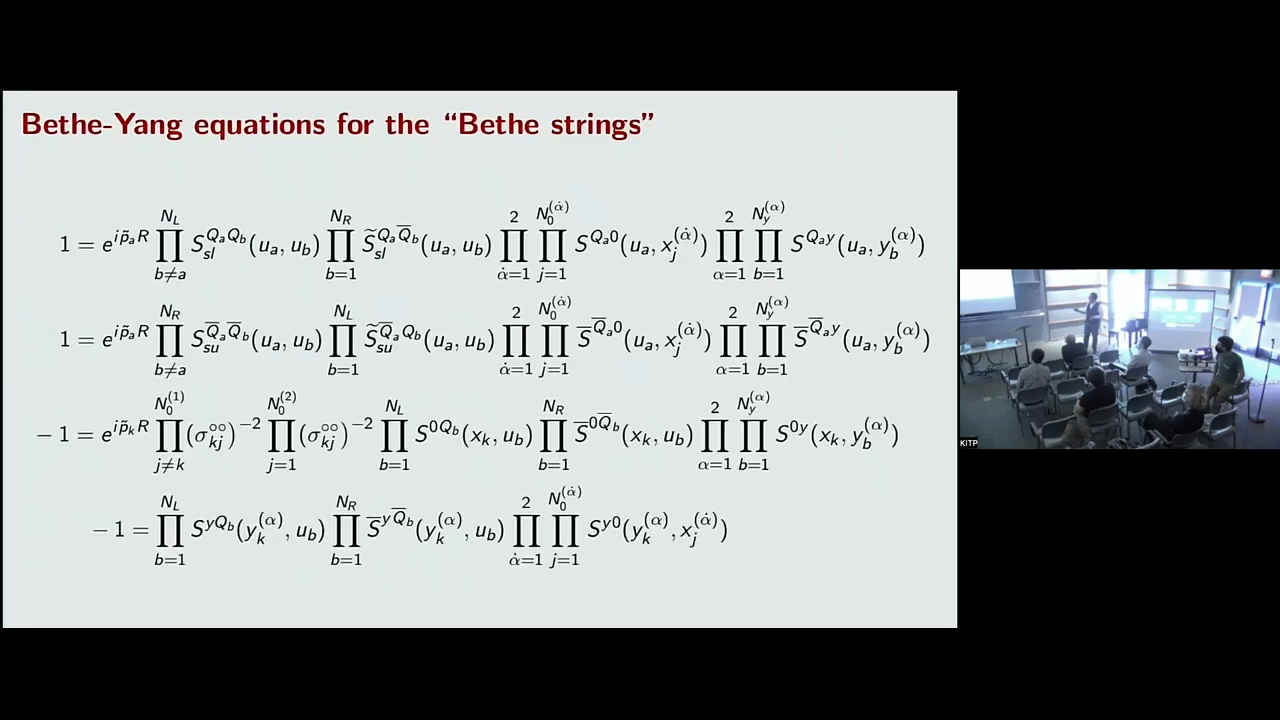 Bethe-Yang equations for the “Bethe strings”
$1 = e^{i\tilde{p}_a R} \prod_{b \neq a}^{N_L} S_{sl}^{Q_a Q_b}(u_a, u_b) \prod_{b=1}^{N_R} \widetilde{S}_{sl}^{Q_a \overline{Q}_b}(u_a, u_b) \prod_{\dot{\alpha}=1}^{2} \prod_{j=1}^{N_0^{(\dot{\alpha})}} S^{Q_a 0}(u_a, x_j^{(\dot{\alpha})}) \prod_{\alpha=1}^{2} \prod_{b=1}^{N_y^{(\alpha)}} S^{Q_a y}(u_a, y_b^{(\alpha)})$
$1 = e^{i\tilde{p}_a R} \prod_{b \neq a}^{N_R} S_{su}^{\overline{Q}_a \overline{Q}_b}(u_a, u_b) \prod_{b=1}^{N_L} \widetilde{S}_{su}^{\overline{Q}_a Q_b}(u_a, u_b) \prod_{\dot{\alpha}=1}^{2} \prod_{j=1}^{N_0^{(\dot{\alpha})}} \overline{S}^{\overline{Q}_a 0}(u_a, x_j^{(\dot{\alpha})}) \prod_{\alpha=1}^{2} \prod_{b=1}^{N_y^{(\alpha)}} \overline{S}^{\overline{Q}_a y}(u_a, y_b^{(\alpha)})$
$-1 = e^{i\tilde{p}_k R} \prod_{j \neq k}^{N_0^{(1)}} (\sigma_{kj}^{\circ\circ})^{-2} \prod_{j=1}^{N_0^{(2)}} (\sigma_{kj}^{\circ\circ})^{-2} \prod_{b=1}^{N_L} S^{0 Q_b}(x_k, u_b) \prod_{b=1}^{N_R} \overline{S}^{0 \overline{Q}_b}(x_k, u_b) \prod_{\alpha=1}^{2} \prod_{b=1}^{N_y^{(\alpha)}} S^{0y}(x_k, y_b^{(\alpha)})$
$-1 = \prod_{b=1}^{N_L} S^{y Q_b}(y_k^{(\alpha)}, u_b) \prod_{b=1}^{N_R} \overline{S}^{y \overline{Q}_b}(y_k^{(\alpha)}, u_b) \prod_{\dot{\alpha}=1}^{2} \prod_{j=1}^{N_0^{(\dot{\alpha})}} S^{y0}(y_k^{(\alpha)}, x_j^{(\dot{\alpha})})$
KITP